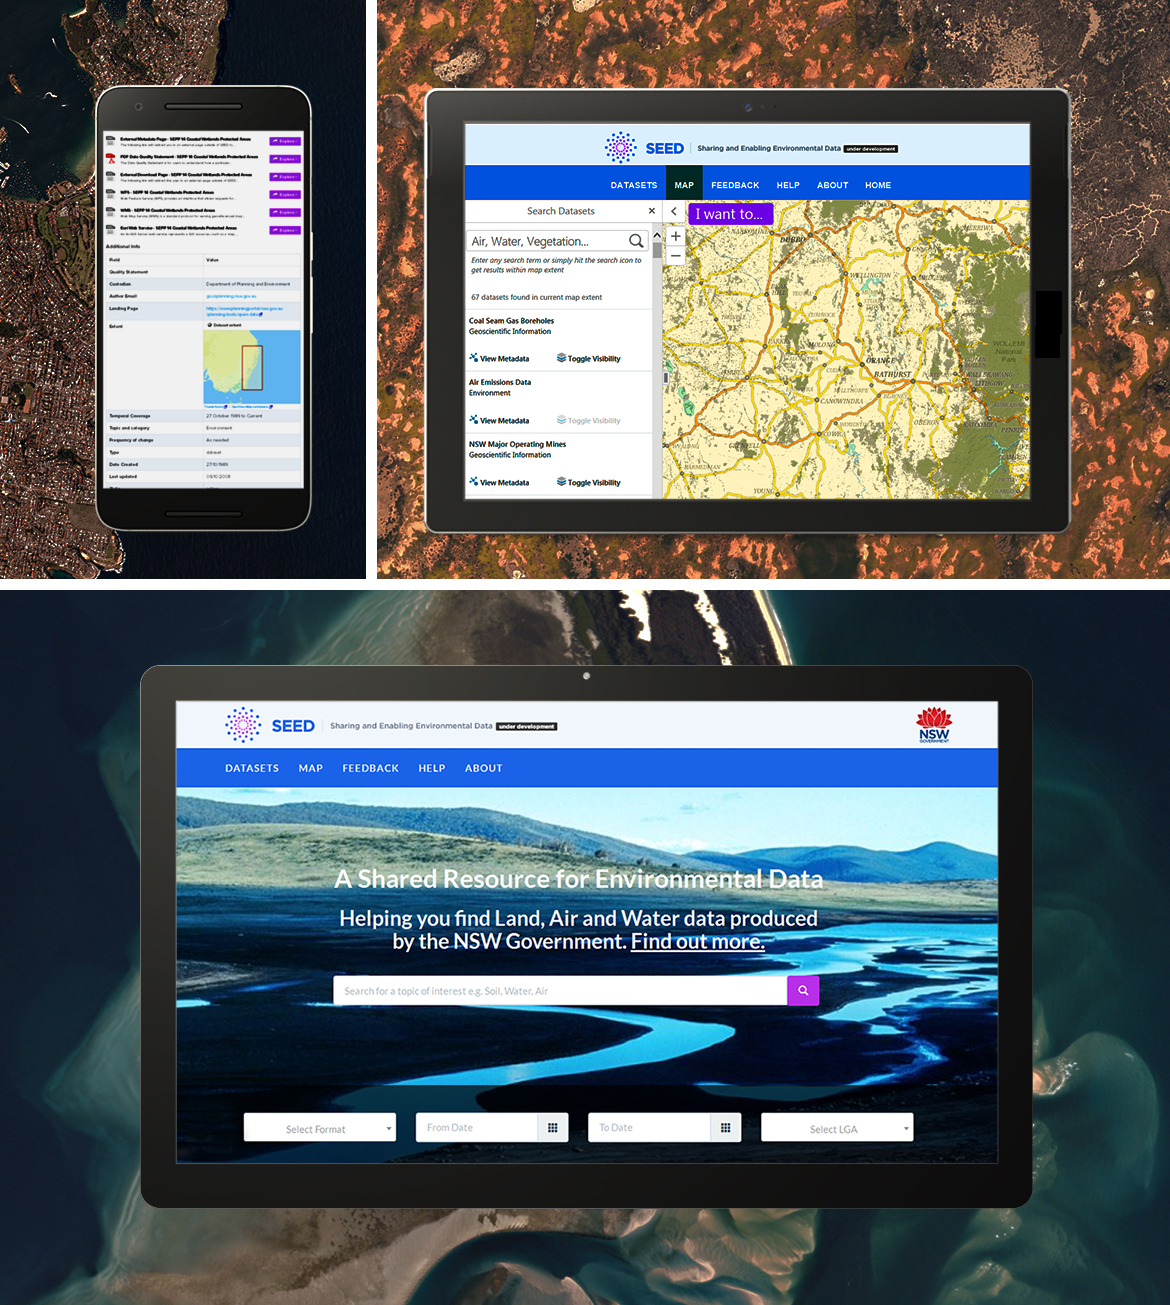 External Metadata Page - SEPP 14 Coastal Wetlands Protected Areas
Explore
PDF Data Quality Statement - SEPP 14 Coastal Wetlands Protected Areas
Explore
External Download Page - SEPP 14 Coastal Wetlands Protected Areas
Explore
WFS - SEPP 14 Coastal Wetlands Protected Areas
Explore
WMS - SEPP 14 Coastal Wetlands Protected Areas
Explore
Esri Web Service - SEPP 14 Coastal Wetlands Protected Areas
Explore
Additional Info
Field Value
Quality Statement
Custodian Department of Planning and Environment
Author Email
Landing Page
Extent Dataset extent
Temporal Coverage 27 October 1989 to Current
Topic and category Environment
Frequency of change As needed
Type dataset
Date Created 27/10/1989
Last updated
SEED Sharing and Enabling Environmental Data under development
DATASETS MAP FEEDBACK HELP ABOUT HOME
Search Datasets
I want to...
Air, Water, Vegetation...
Enter any search term or simply hit the search icon to
get results within map extent
67 datasets found in current map extent
Coal Seam Gas Boreholes
Geoscientific Information
View Metadata Toggle Visibility
Air Emissions Data
Environment
View Metadata Toggle Visibility
NSW Major Operating Mines
Geoscientific Information
View Metadata Toggle Visibility
DUBBO
WELLINGTON
WOLLEMI
National
Park
MOLONG
ORANGE
BATHURST
LITHGOW
CANOWINDRA
OBERON
COWRA
BARMEDMAN
YOUNG
SEED Sharing and Enabling Environmental Data under development
NSW
GOVERNMENT
DATASETS MAP FEEDBACK HELP ABOUT
A Shared Resource for Environmental Data
Helping you find Land, Air and Water data produced
by the NSW Government. Find out more.
Search for a topic of interest e.g. Soil, Water, Air
Select Format From Date To Date Select LGA